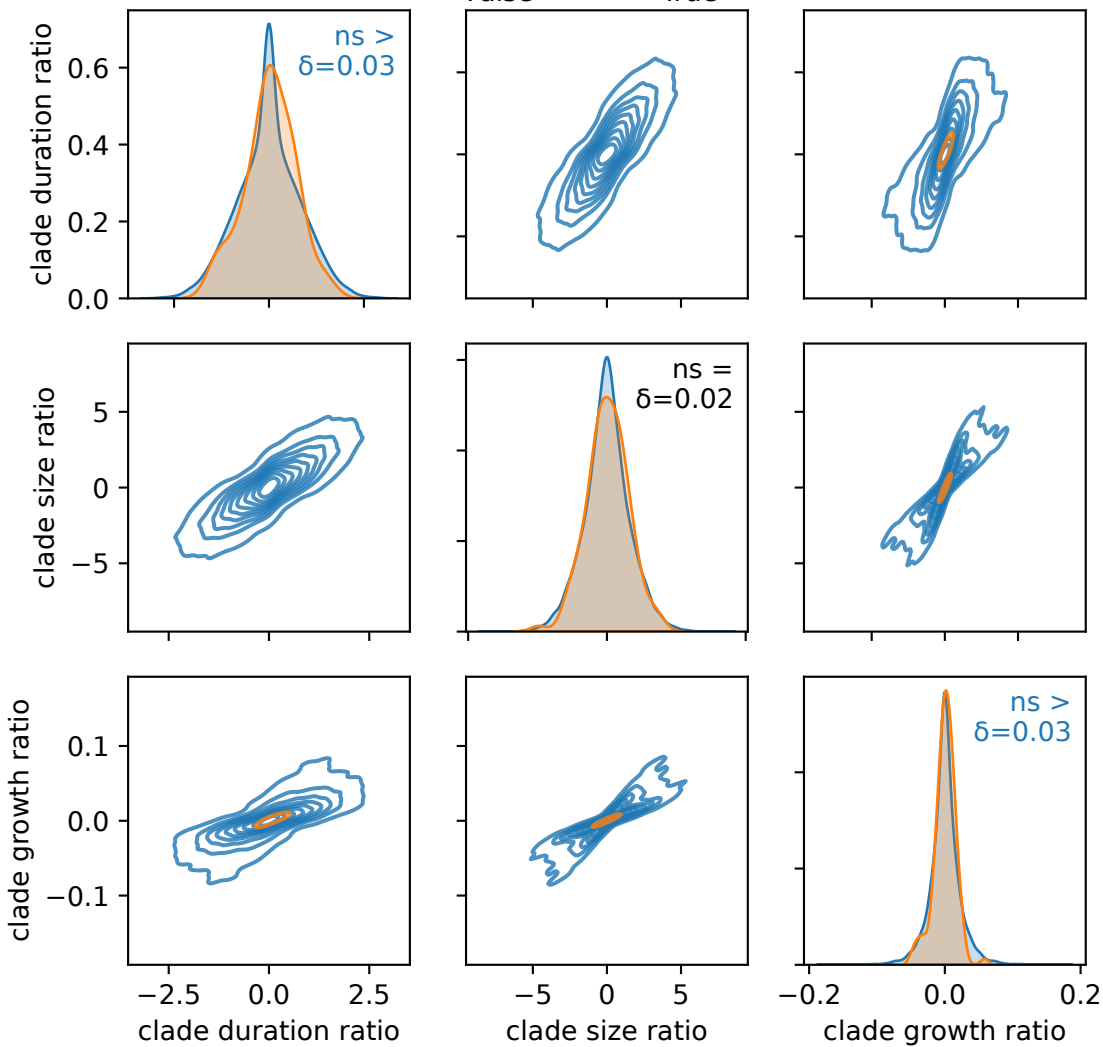 clade duration ratio
0.6
0.4
0.2
0.0
ns >
δ=0.03
clade size ratio
5
0
−5
ns =
δ=0.02
clade growth ratio
0.1
0.0
−0.1
ns >
δ=0.03
−2.5
0.0
2.5
clade duration ratio
−5
0
5
clade size ratio
−0.2
0.0
0.2
clade growth ratio